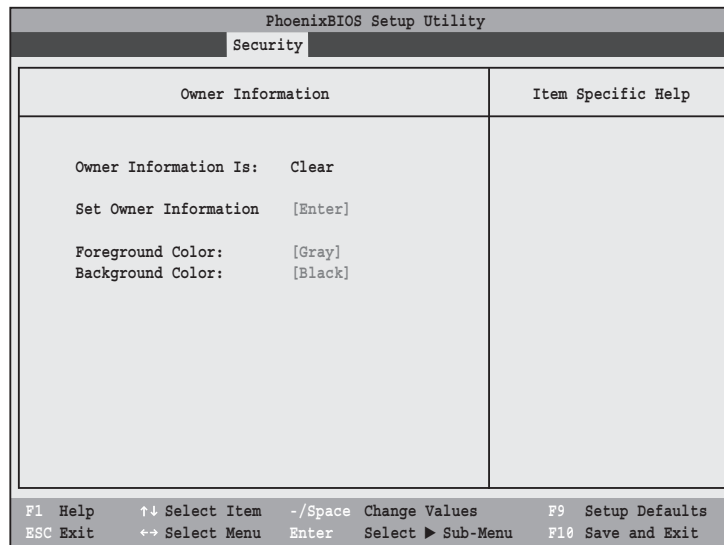 PhoenixBIOS Setup Utility
Security
Owner Information
Item Specific Help
Owner Information Is: Clear
Set Owner Information [Enter]
Foreground Color: [Gray]
Background Color: [Black]
F1 Help ↑↓ Select Item -/Space Change Values F9 Setup Defaults
ESC Exit ←→ Select Menu Enter Select ▶ Sub-Menu F10 Save and Exit